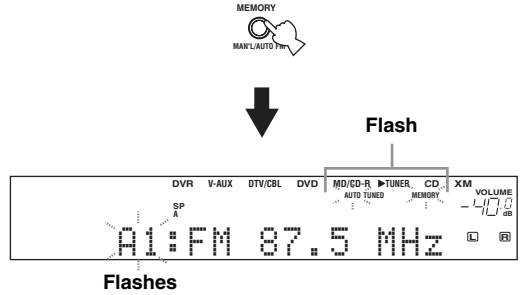 MEMORY
MAN'L/AUTO FM
Flash
DVR V-AUX DTV/CBL DVD MD/CD-R ▶TUNER CD XM
AUTO TUNED MEMORY VOLUME
SP
A
-40.0 dB
A1:FM 87.5 MHz L R
Flashes